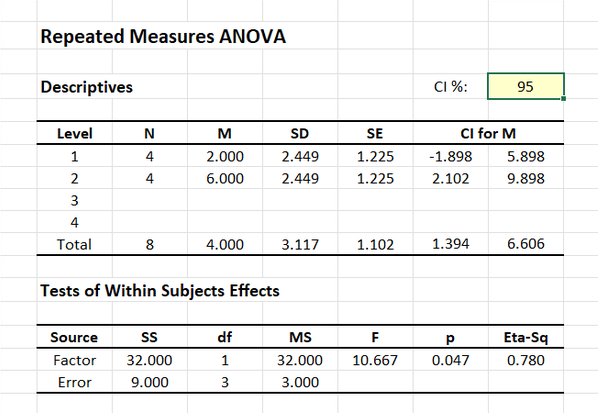 Repeated Measures ANOVA
Descriptives CI %: 95
Level N M SD SE CI for M
1 4 2.000 2.449 1.225 -1.898 5.898
2 4 6.000 2.449 1.225 2.102 9.898
3
4
Total 8 4.000 3.117 1.102 1.394 6.606
Tests of Within Subjects Effects
Source SS df MS F p Eta-Sq
Factor 32.000 1 32.000 10.667 0.047 0.780
Error 9.000 3 3.000